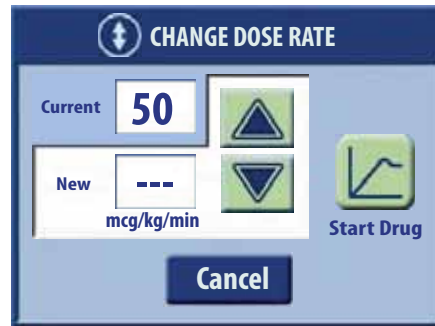 CHANGE DOSE RATE
Current 50
New ---
mcg/kg/min
Start Drug
Cancel